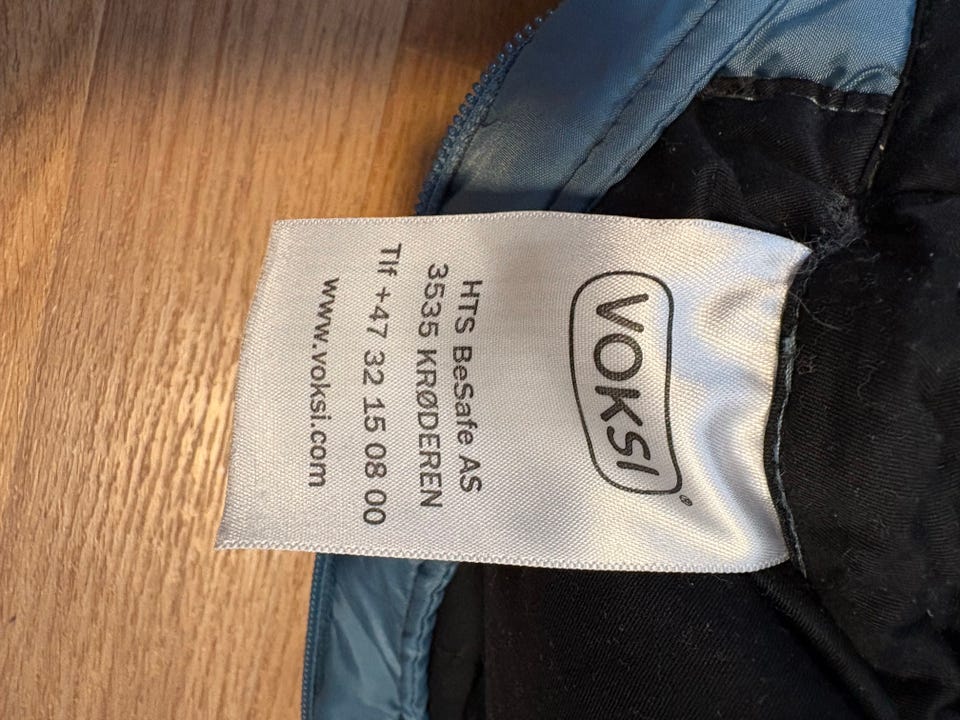 VOKSI®
HTS BeSafe AS
3535 KRØDEREN
Tlf +47 32 15 08 00
www.voksi.com